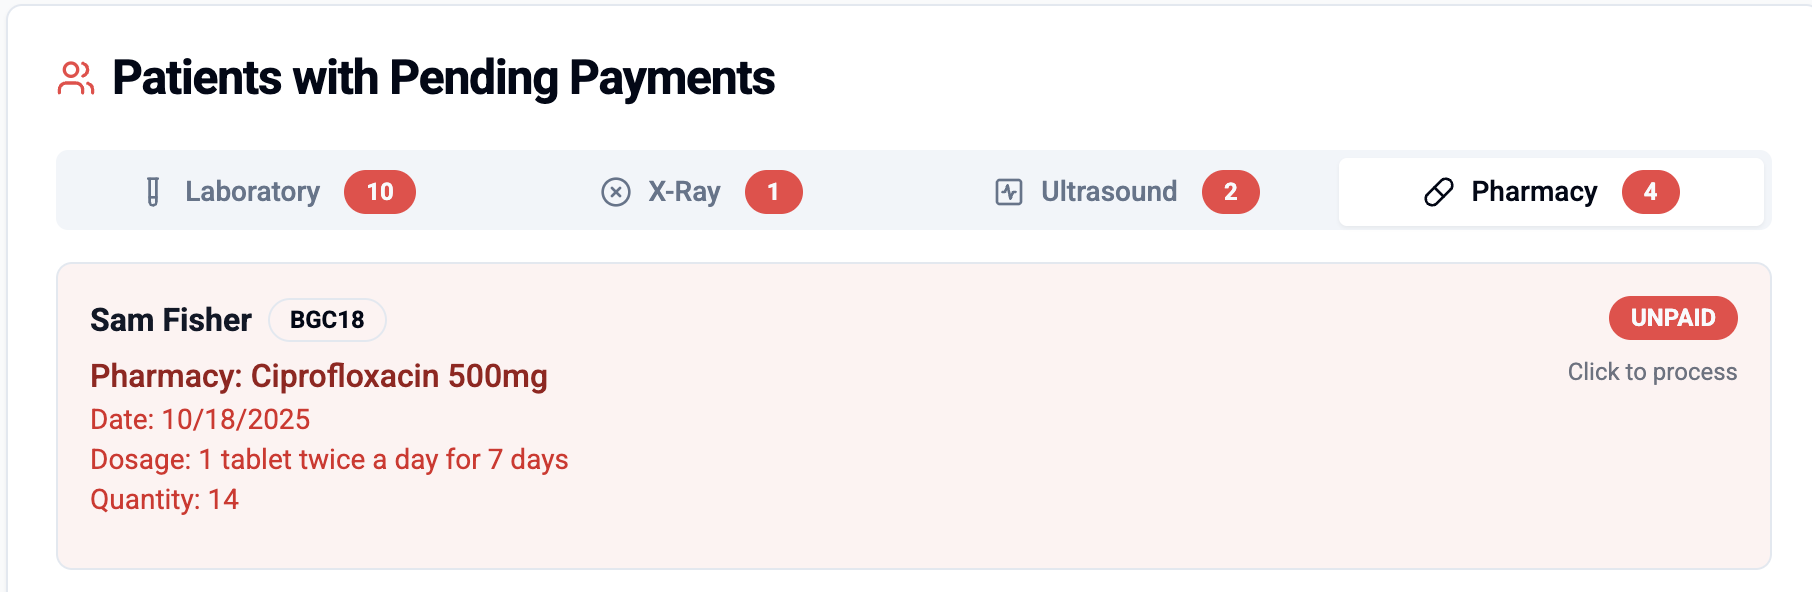 Patients with Pending Payments
Laboratory 10 X-Ray 1 Ultrasound 2 Pharmacy 4
Sam Fisher BGC18 UNPAID
Click to process
Pharmacy: Ciprofloxacin 500mg
Date: 10/18/2025
Dosage: 1 tablet twice a day for 7 days
Quantity: 14